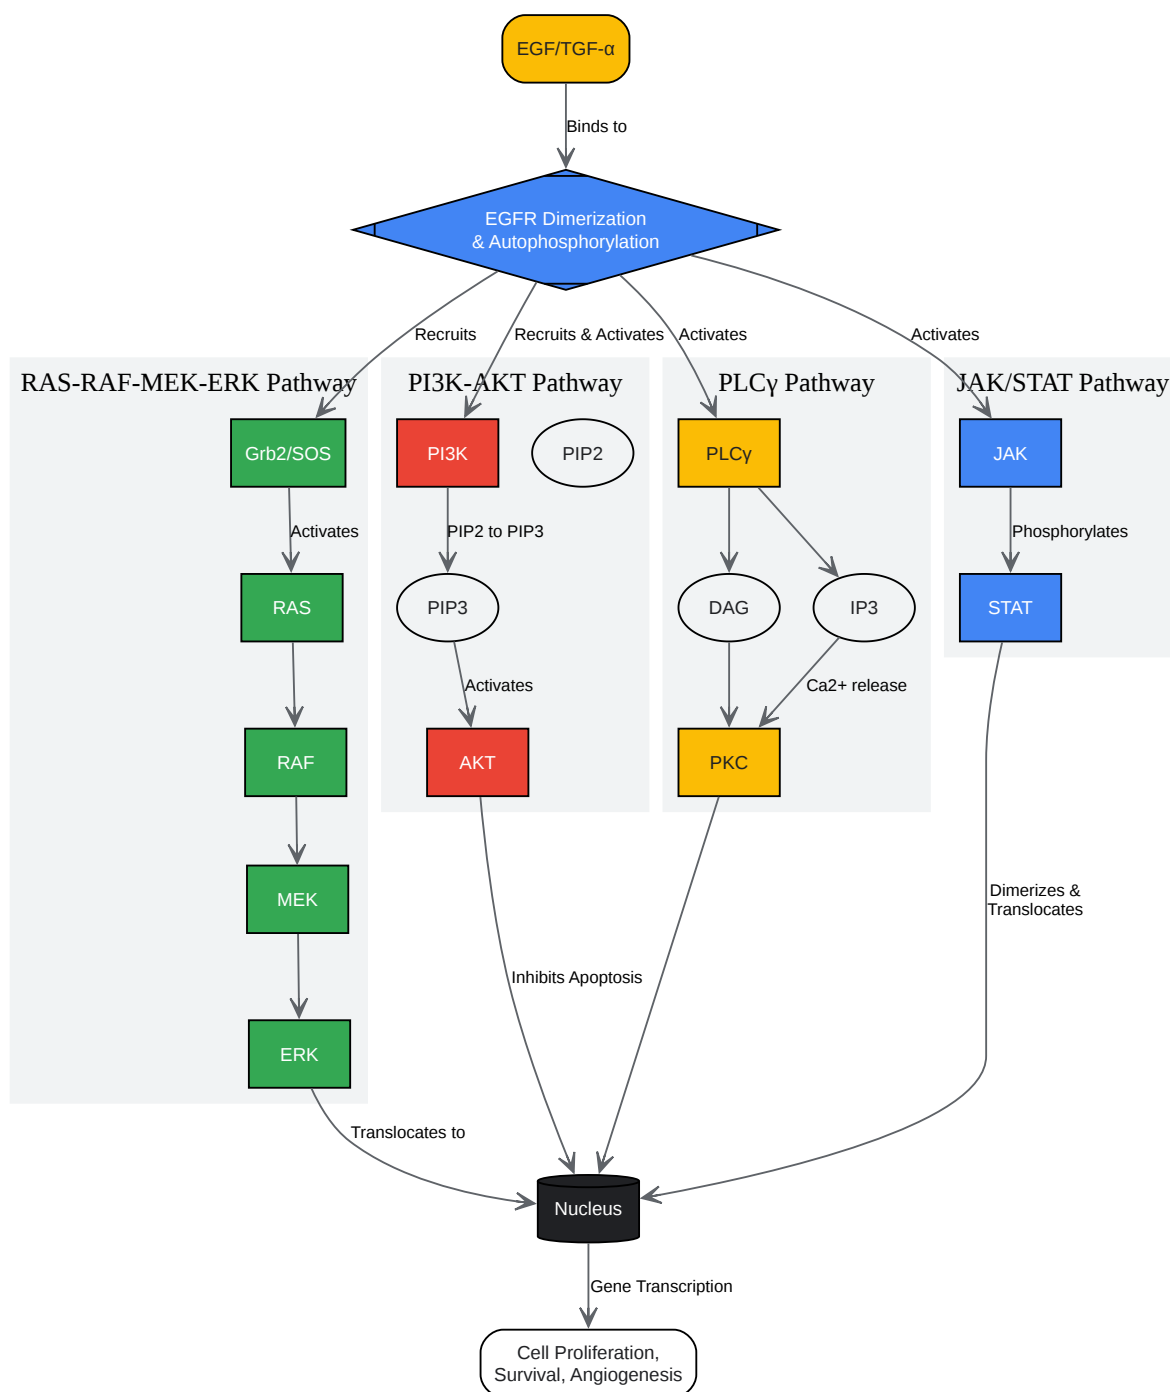 EGF/TGF-α
Binds to
EGFR Dimerization
& Autophosphorylation
Recruits
Recruits & Activates
Activates
Activates
RAS-RAF-MEK-ERK Pathway
PI3K-AKT Pathway
PLCγ Pathway
JAK/STAT Pathway
Grb2/SOS
PI3K
PIP2
PLCγ
JAK
Activates
PIP2 to PIP3
Phosphorylates
RAS
PIP3
DAG
IP3
STAT
Activates
Ca2+ release
RAF
AKT
PKC
MEK
Dimerizes &
Translocates
Inhibits Apoptosis
ERK
Translocates to
Nucleus
Gene Transcription
Cell Proliferation,
Survival, Angiogenesis